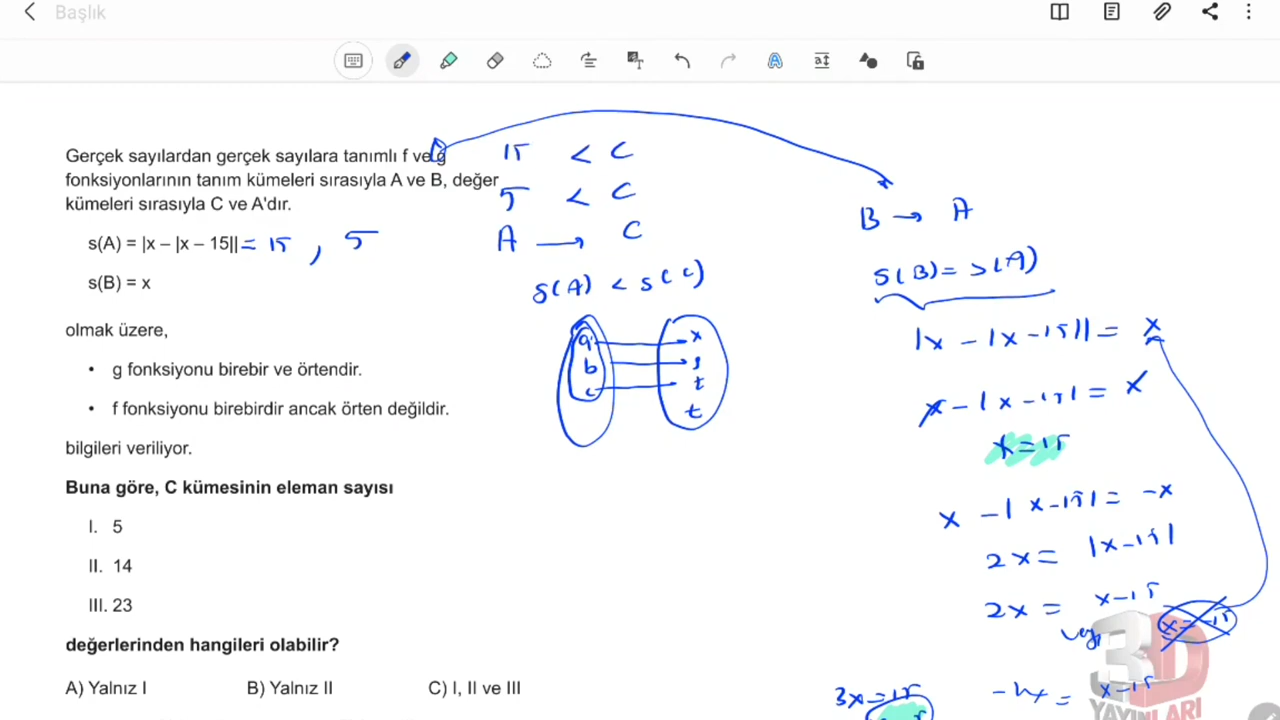 Başlık
Gerçek sayılardan gerçek sayılara tanımlı f ve g
fonksiyonlarının tanım kümeleri sırasıyla A ve B, değer
kümeleri sırasıyla C ve A'dır.
s(A) = |x – |x – 15|| = 15 , 5
s(B) = x
olmak üzere,
• g fonksiyonu birebir ve örtendir.
• f fonksiyonu birebirdir ancak örten değildir.
bilgileri veriliyor.
Buna göre, C kümesinin eleman sayısı
I. 5
II. 14
III. 23
değerlerinden hangileri olabilir?
A) Yalnız I B) Yalnız II C) I, II ve III
15 < C
5 < C
A → C
s(A) < s(C)
a x
b
c t
t
B → A
s(B) = s(A)
|x – |x – 15|| = x
x – |x – 15| = x
x = 15
x – |x – 15| = -x
2x = |x – 15|
2x = x – 15
x = -15
3x = 15
x – 15
3D
YAYINLARI